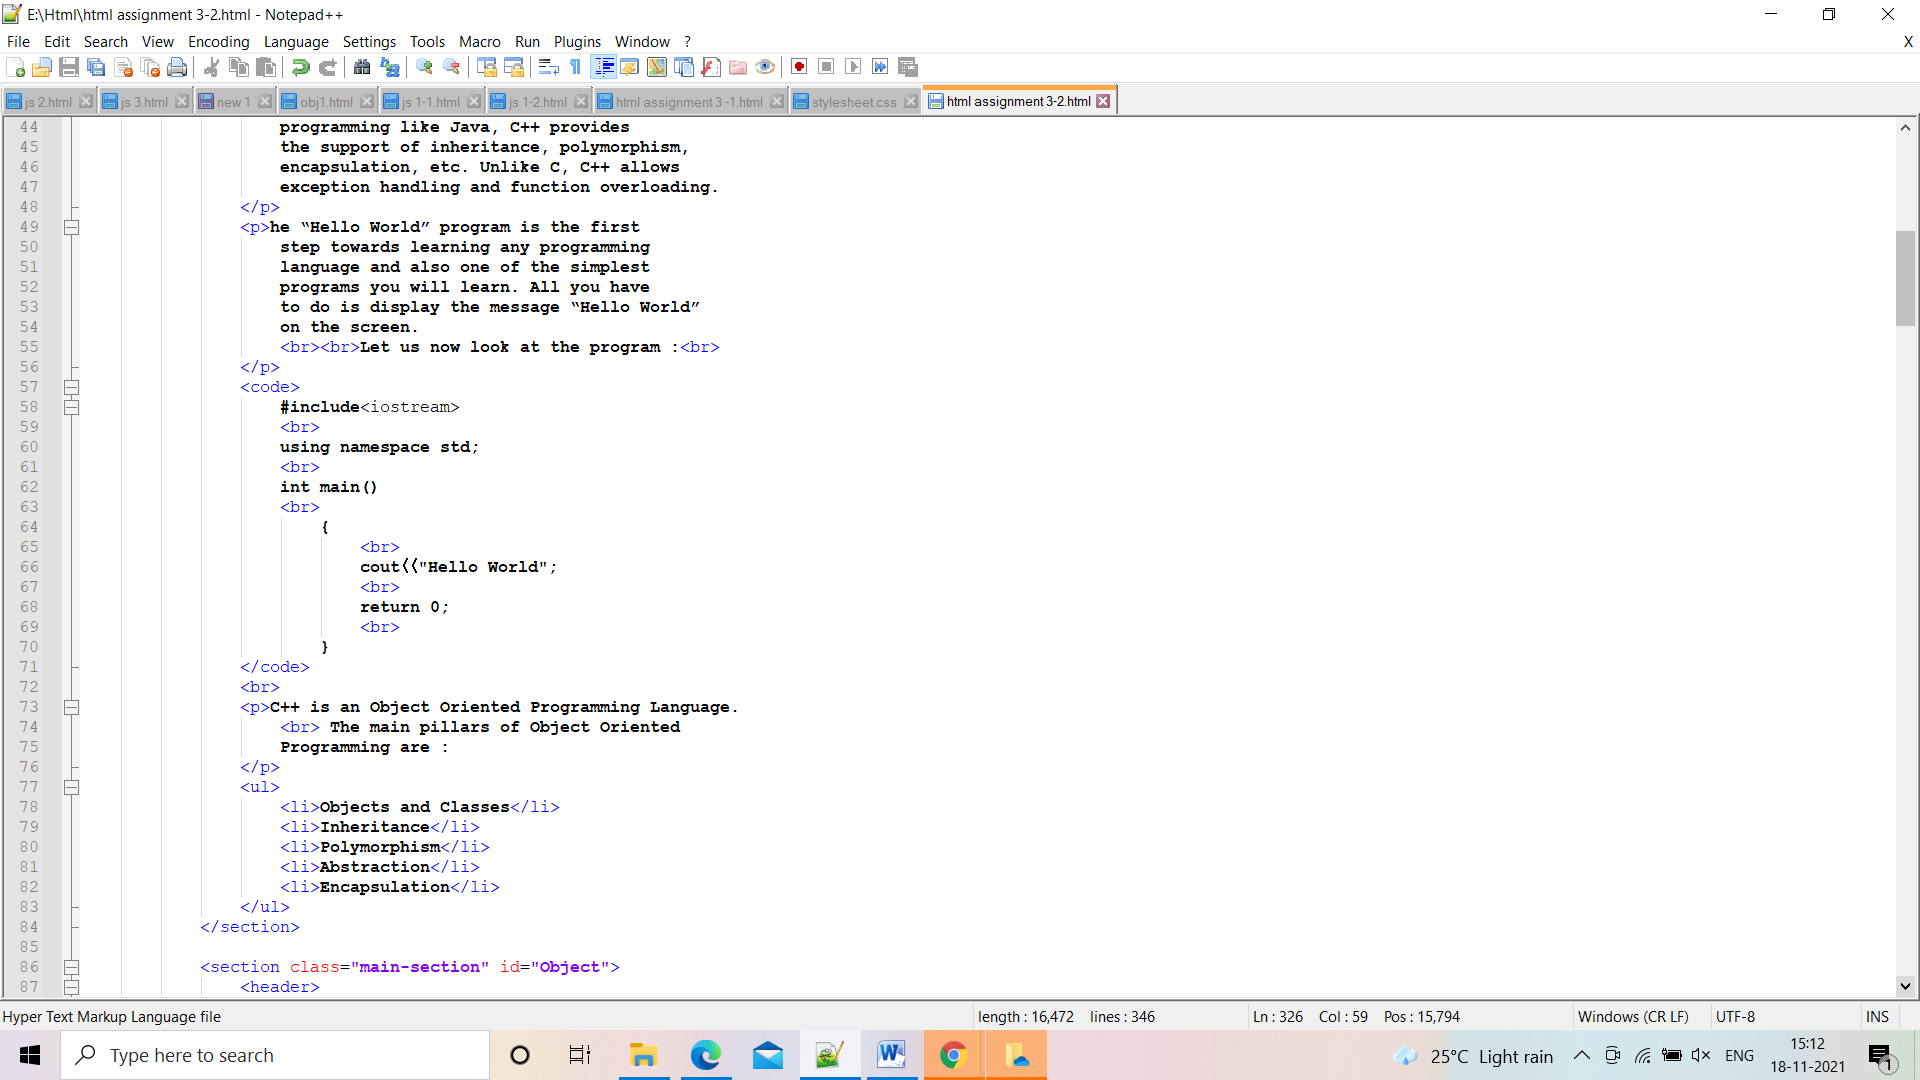 E:\Html\html assignment 3-2.html - Notepad++
File Edit Search View Encoding Language Settings Tools Macro Run Plugins Window ? X
js 2.html js 3.html new 1 obj1.html js 1-1.html js 1-2.html html assignment 3 -1.html stylesheet.css html assignment 3-2.html
44 programming like Java, C++ provides
45 the support of inheritance, polymorphism,
46 encapsulation, etc. Unlike C, C++ allows
47 exception handling and function overloading.
48 </p>
49 <p>he “Hello World” program is the first
50 step towards learning any programming
51 language and also one of the simplest
52 programs you will learn. All you have
53 to do is display the message “Hello World”
54 on the screen.
55 <br><br>Let us now look at the program :<br>
56 </p>
57 <code>
58 #include<iostream>
59 <br>
60 using namespace std;
61 <br>
62 int main()
63 <br>
64 {
65 <br>
66 cout〈〈"Hello World";
67 <br>
68 return 0;
69 <br>
70 }
71 </code>
72 <br>
73 <p>C++ is an Object Oriented Programming Language.
74 <br> The main pillars of Object Oriented
75 Programming are :
76 </p>
77 <ul>
78 <li>Objects and Classes</li>
79 <li>Inheritance</li>
80 <li>Polymorphism</li>
81 <li>Abstraction</li>
82 <li>Encapsulation</li>
83 </ul>
84 </section>
85
86 <section class="main-section" id="Object">
87 <header>
Hyper Text Markup Language file length : 16,472 lines : 346 Ln : 326 Col : 59 Pos : 15,794 Windows (CR LF) UTF-8 INS
Type here to search 25°C Light rain ENG 15:12
18-11-2021 1